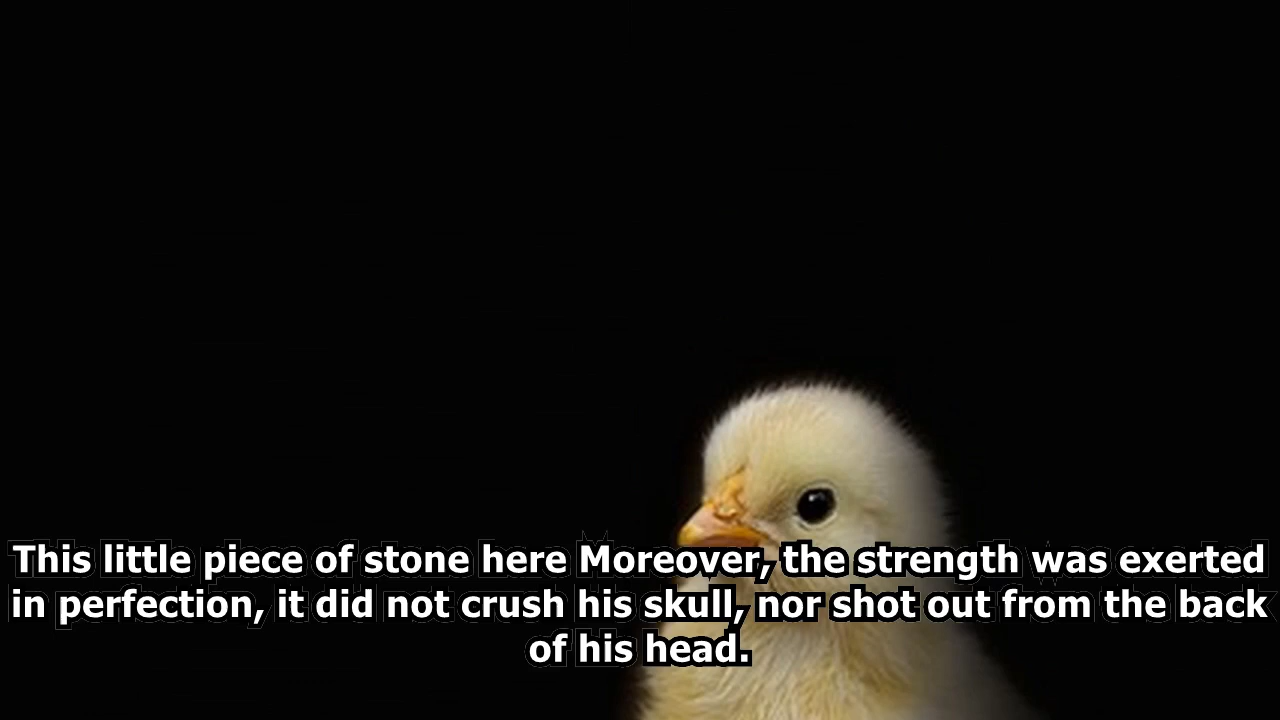 This little piece of stone here Moreover, the strength was exerted
in perfection, it did not crush his skull, nor shot out from the back
of his head.